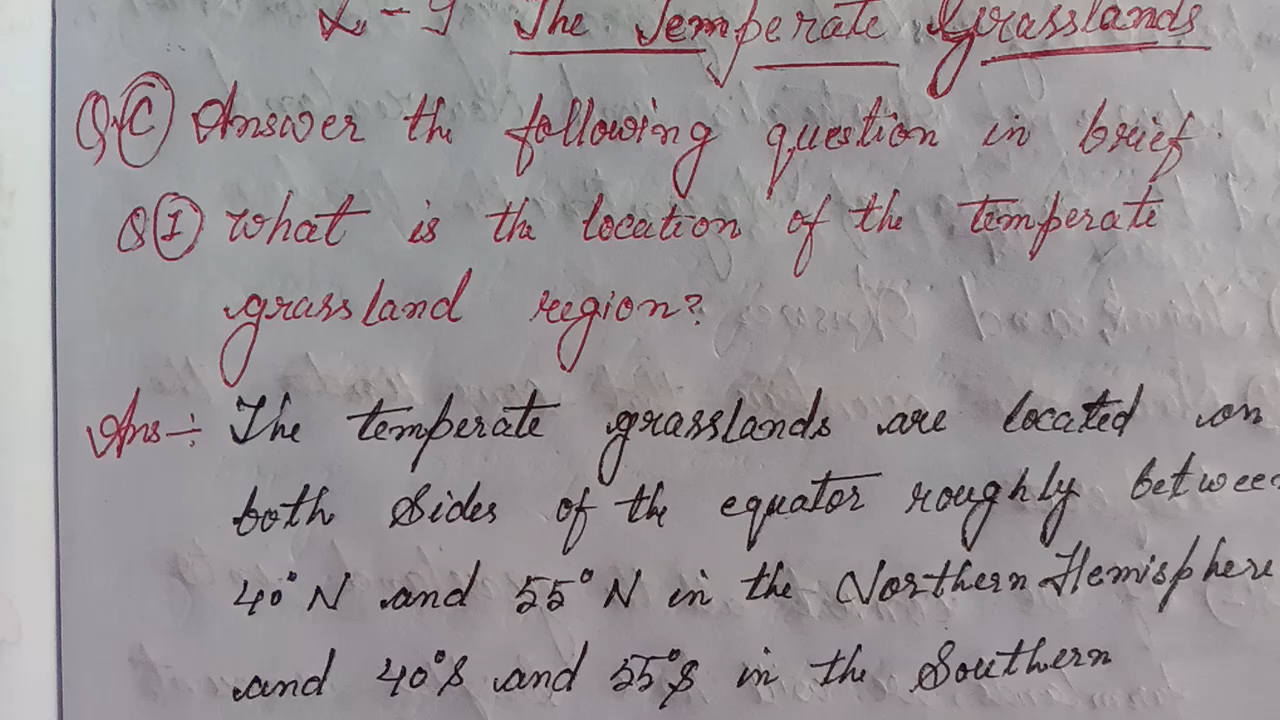 L-9 The Temperate Grasslands
Q.C Answer the following question in brief
Q I What is the location of the temperate
grassland region?
Ans:- The temperate grasslands are located on
both sides of the equator roughly between
40°N and 55°N in the Northern Hemisphere
and 40°S and 55°S in the Southern